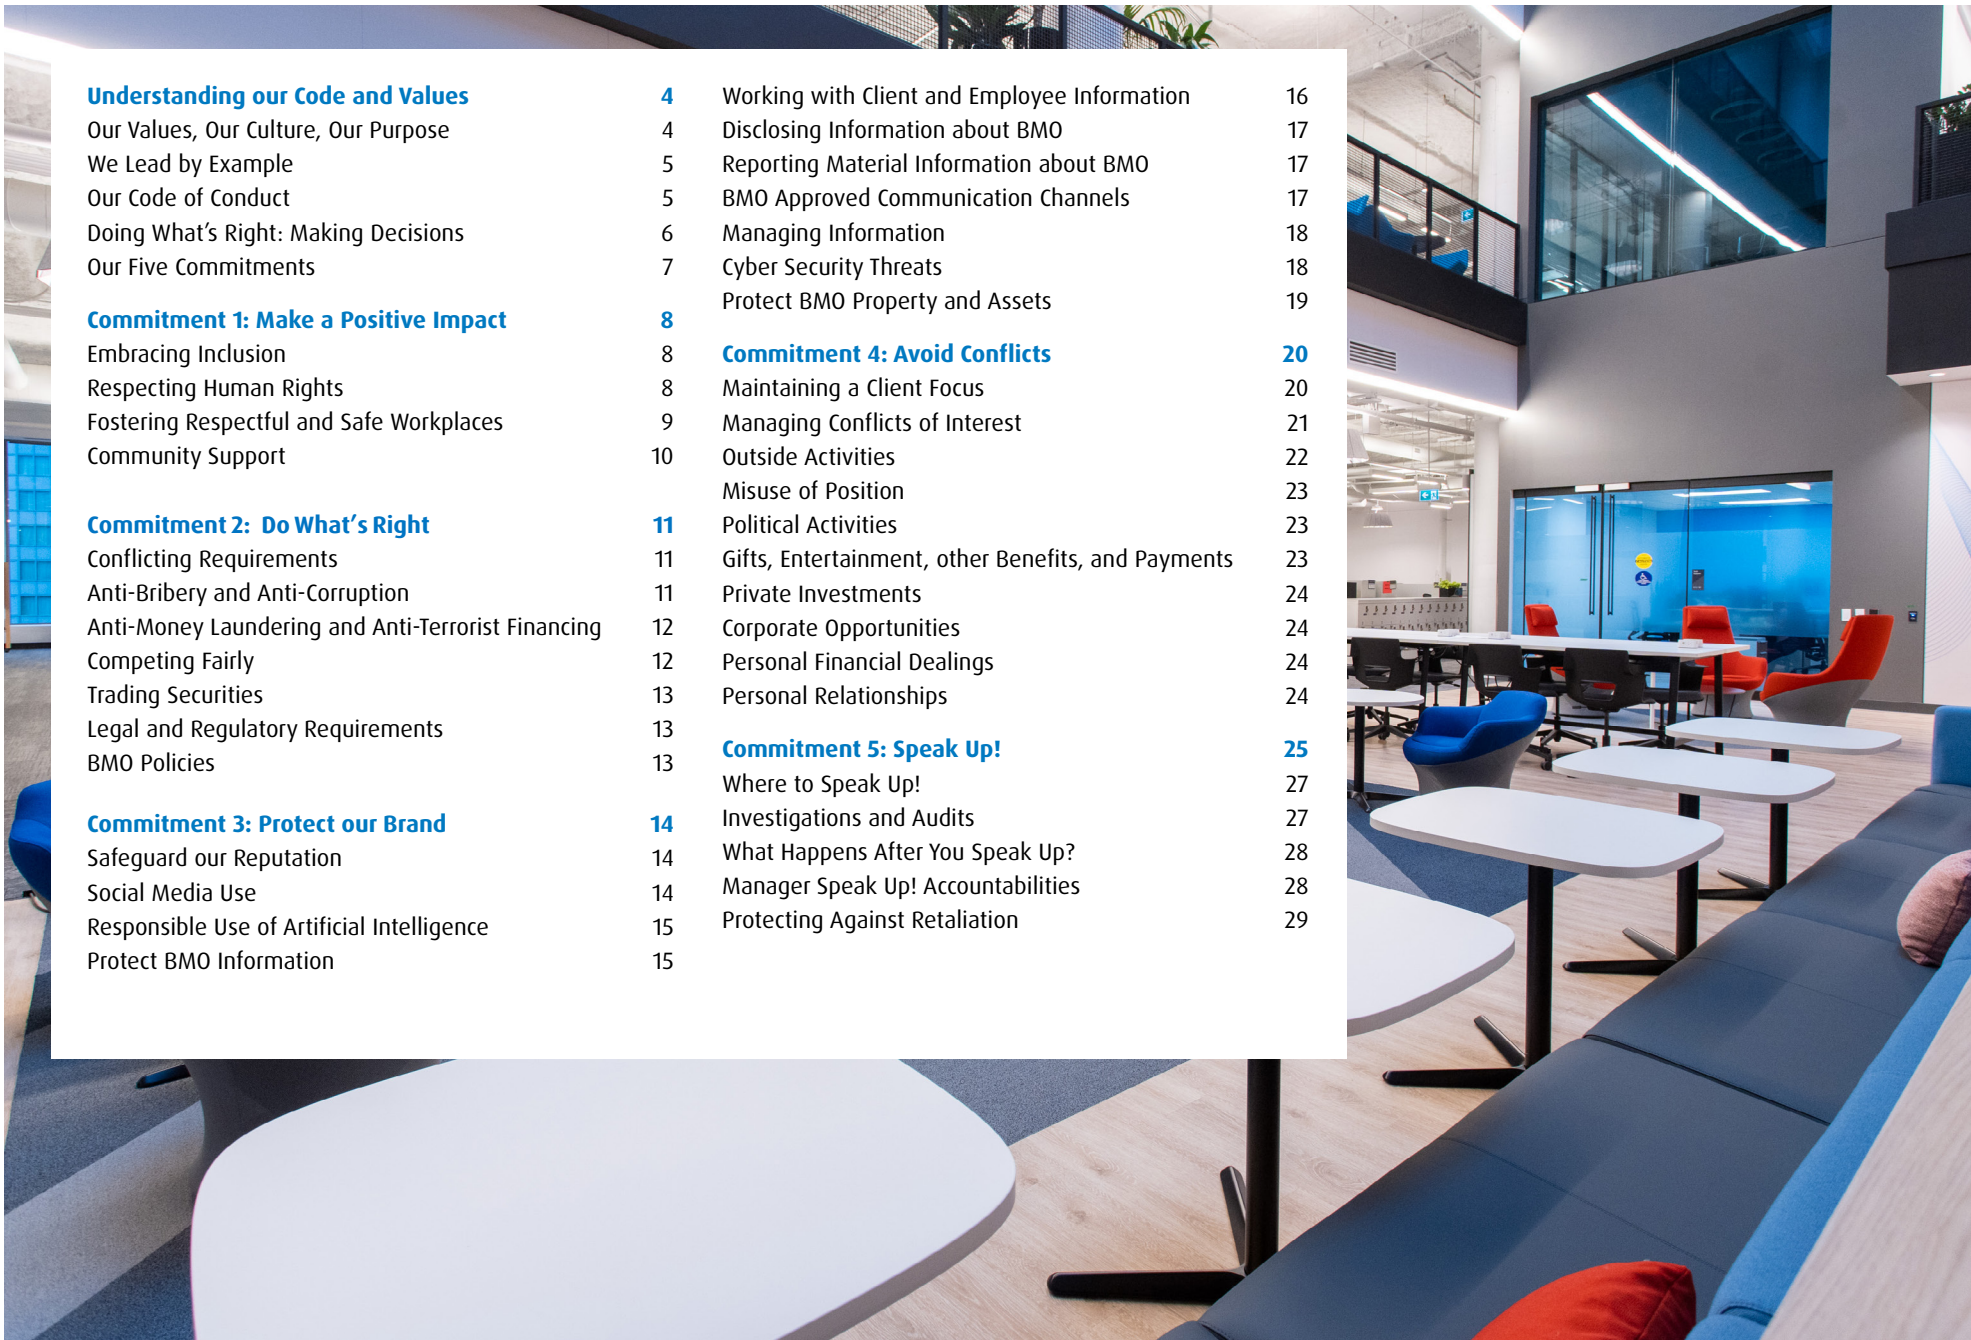 Understanding our Code and Values 4
Our Values, Our Culture, Our Purpose 4
We Lead by Example 5
Our Code of Conduct 5
Doing What's Right: Making Decisions 6
Our Five Commitments 7
Commitment 1: Make a Positive Impact 8
Embracing Inclusion 8
Respecting Human Rights 8
Fostering Respectful and Safe Workplaces 9
Community Support 10
Commitment 2: Do What's Right 11
Conflicting Requirements 11
Anti-Bribery and Anti-Corruption 11
Anti-Money Laundering and Anti-Terrorist Financing 12
Competing Fairly 12
Trading Securities 13
Legal and Regulatory Requirements 13
BMO Policies 13
Commitment 3: Protect our Brand 14
Safeguard our Reputation 14
Social Media Use 14
Responsible Use of Artificial Intelligence 15
Protect BMO Information 15
Working with Client and Employee Information 16
Disclosing Information about BMO 17
Reporting Material Information about BMO 17
BMO Approved Communication Channels 17
Managing Information 18
Cyber Security Threats 18
Protect BMO Property and Assets 19
Commitment 4: Avoid Conflicts 20
Maintaining a Client Focus 20
Managing Conflicts of Interest 21
Outside Activities 22
Misuse of Position 23
Political Activities 23
Gifts, Entertainment, other Benefits, and Payments 23
Private Investments 24
Corporate Opportunities 24
Personal Financial Dealings 24
Personal Relationships 24
Commitment 5: Speak Up! 25
Where to Speak Up! 27
Investigations and Audits 27
What Happens After You Speak Up? 28
Manager Speak Up! Accountabilities 28
Protecting Against Retaliation 29